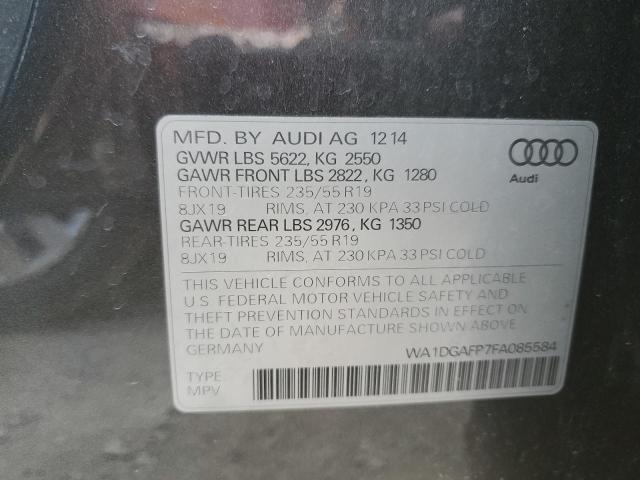 MFD. BY AUDI AG 12 14
GVWR LBS 5622, KG 2550
GAWR FRONT LBS 2822, KG 1280
FRONT-TIRES 235/55 R19
8JX19 RIMS, AT 230 KPA 33 PSI COLD
GAWR REAR LBS 2976, KG 1350
REAR-TIRES 235/55 R19
8JX19 RIMS, AT 230 KPA 33 PSI COLD
Audi
THIS VEHICLE CONFORMS TO ALL APPLICABLE
U.S. FEDERAL MOTOR VEHICLE SAFETY AND
THEFT PREVENTION STANDARDS IN EFFECT ON
THE DATE OF MANUFACTURE SHOWN ABOVE.
GERMANY WA1DGAFP7FA085584
TYPE:
MPV